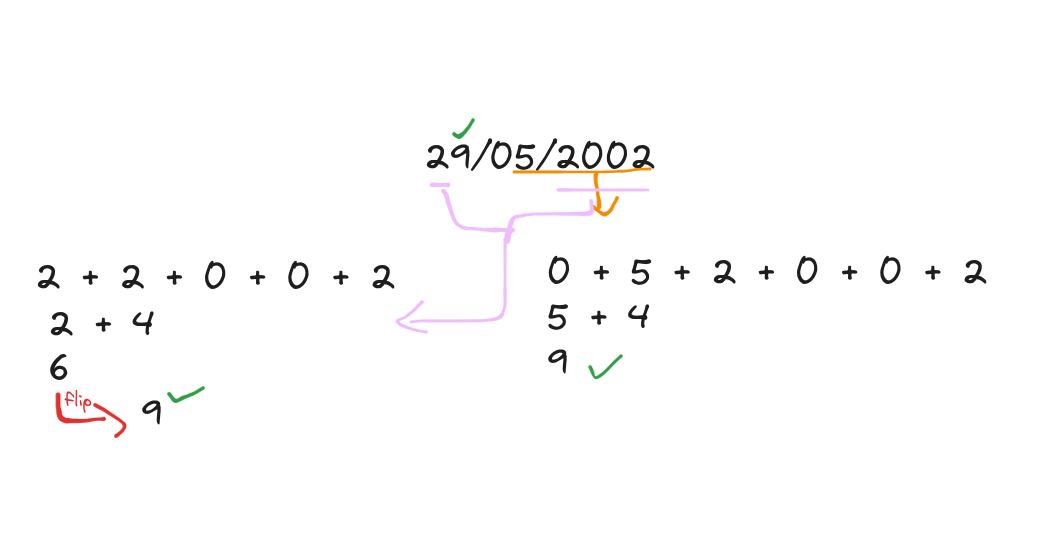 29/05/2002
2 + 2 + 0 + 0 + 2
2 + 4
6
flip
9
0 + 5 + 2 + 0 + 0 + 2
5 + 4
9